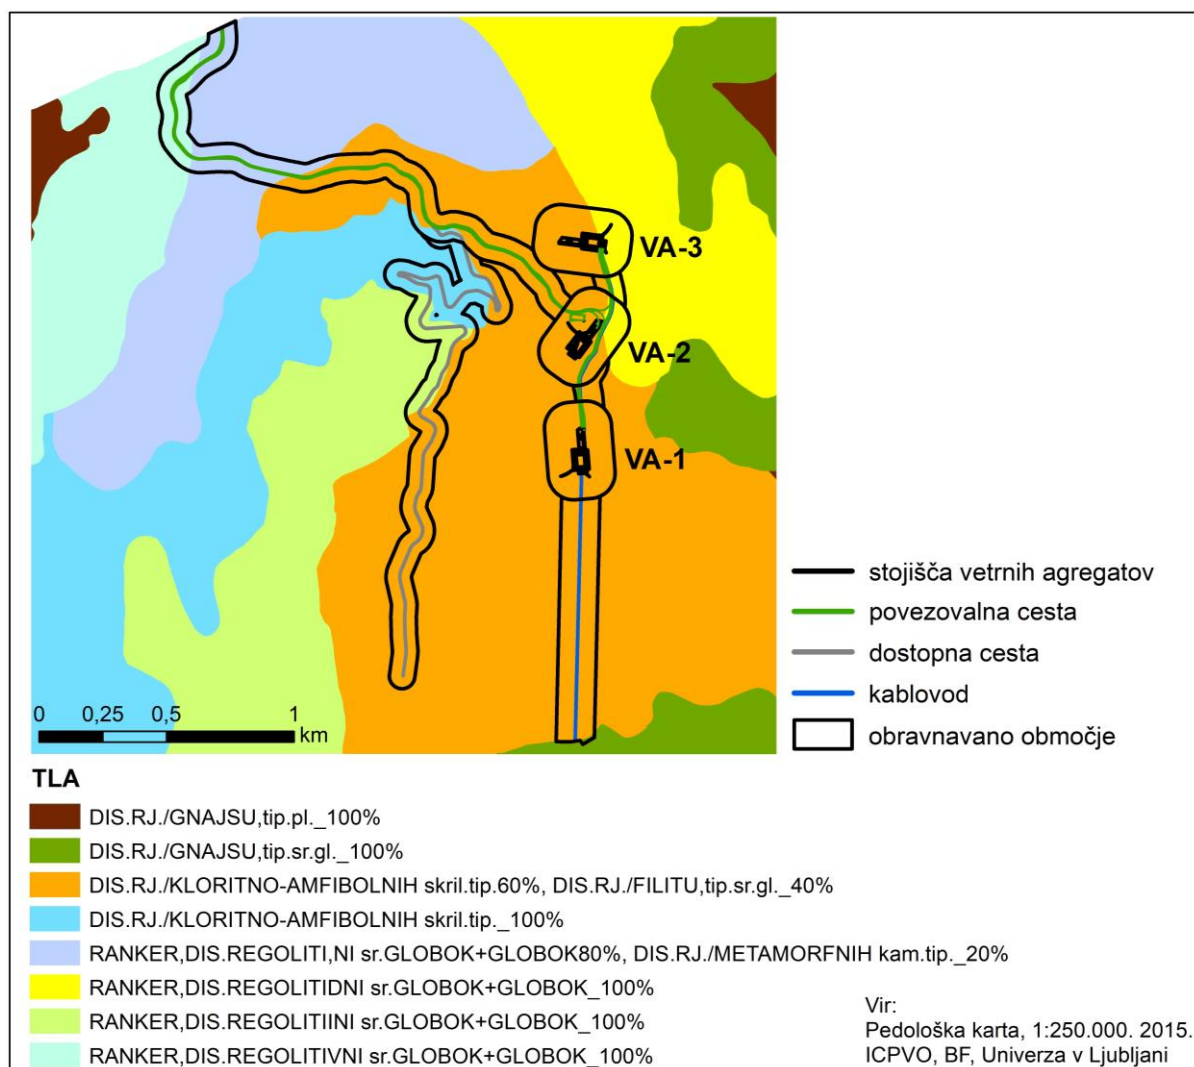 VA-3
VA-2
VA-1
stojišča vetrnih agregatov
povezovalna cesta
dostopna cesta
kablovod
obravnavano območje
0 0,25 0,5 1
km
TLA
DIS.RJ./GNAJSU,tip.pl._100%
DIS.RJ./GNAJSU,tip.sr.gl._100%
DIS.RJ./KLORITNO-AMFIBOLNIH skril.tip.60%, DIS.RJ./FILITU,tip.sr.gl._40%
DIS.RJ./KLORITNO-AMFIBOLNIH skril.tip._100%
RANKER,DIS.REGOLITI,NI sr.GLOBOK+GLOBOK80%, DIS.RJ./METAMORFNIH kam.tip._20%
RANKER,DIS.REGOLITIDNI sr.GLOBOK+GLOBOK_100%
RANKER,DIS.REGOLITIINI sr.GLOBOK+GLOBOK_100%
RANKER,DIS.REGOLITIVNI sr.GLOBOK+GLOBOK_100%
Vir:
Pedološka karta, 1:250.000. 2015.
ICPVO, BF, Univerza v Ljubljani